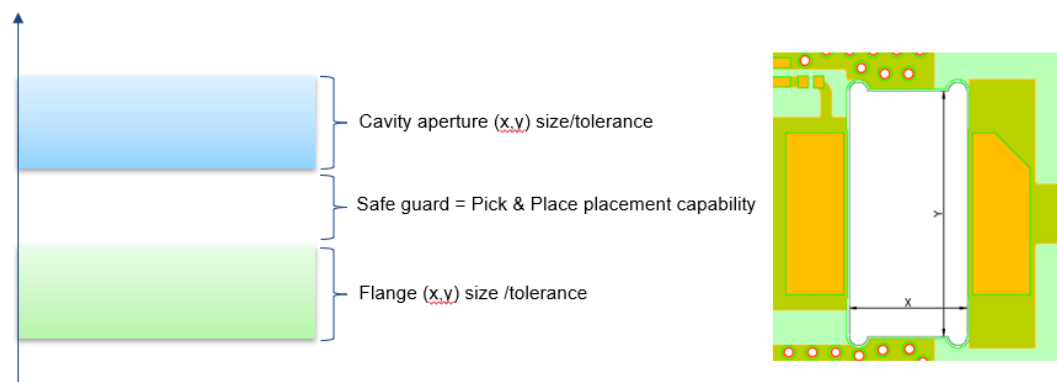 Cavity aperture (x,y) size/tolerance
Safe guard = Pick & Place placement capability
Flange (x,y) size /tolerance
X
Y